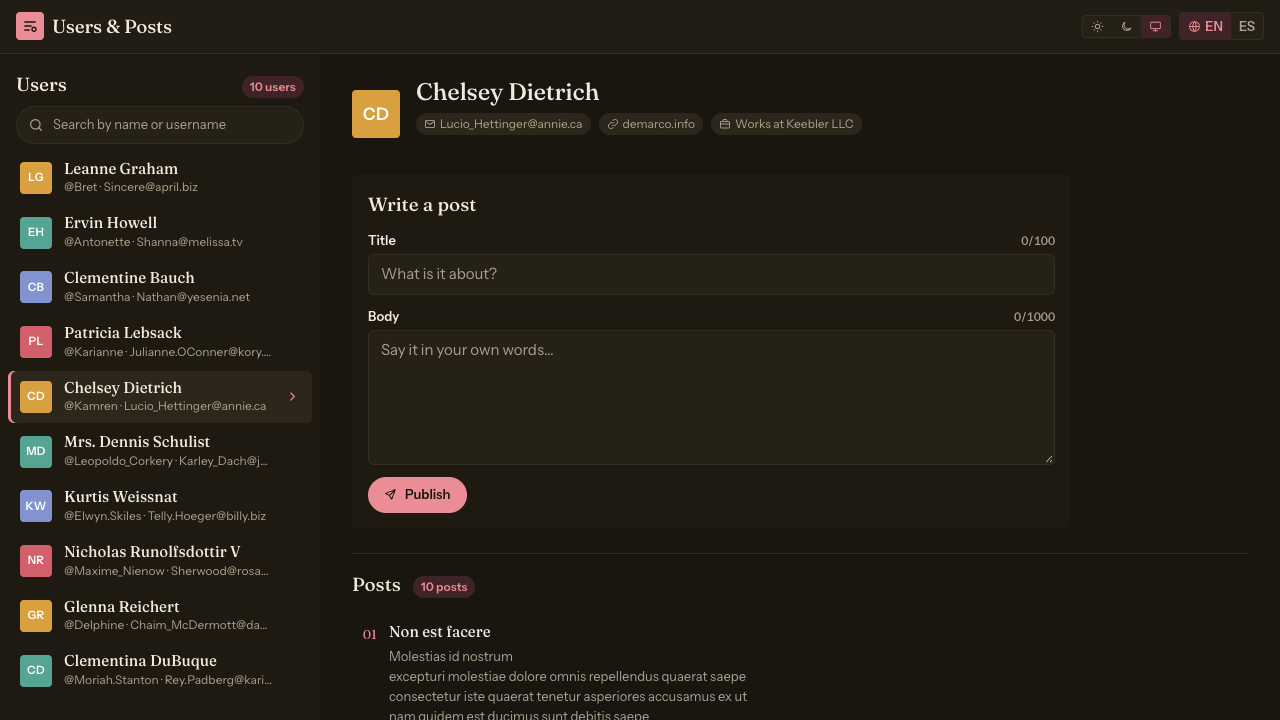 Users & Posts
EN
ES
Users
10 users
Search by name or username
LG
Leanne Graham
@Bret · Sincere@april.biz
EH
Ervin Howell
@Antonette · Shanna@melissa.tv
CB
Clementine Bauch
@Samantha · Nathan@yesenia.net
PL
Patricia Lebsack
@Karianne · Julianne.OConner@kory....
CD
Chelsey Dietrich
@Kamren · Lucio_Hettinger@annie.ca
MD
Mrs. Dennis Schulist
@Leopoldo_Corkery · Karley_Dach@j...
KW
Kurtis Weissnat
@Elwyn.Skiles · Telly.Hoeger@billy.biz
NR
Nicholas Runolfsdottir V
@Maxime_Nienow · Sherwood@rosa...
GR
Glenna Reichert
@Delphine · Chaim_McDermott@da...
CD
Clementina DuBuque
@Moriah.Stanton · Rey.Padberg@kari...
CD
Chelsey Dietrich
Lucio_Hettinger@annie.ca
demarco.info
Works at Keebler LLC
Write a post
Title
0/100
What is it about?
Body
0/1000
Say it in your own words...
Publish
Posts
10 posts
01
Non est facere
Molestias id nostrum
excepturi molestiae dolore omnis repellendus quaerat saepe
consectetur iste quaerat tenetur asperiores accusamus ex ut
nam quidem est ducimus sunt debitis saepe